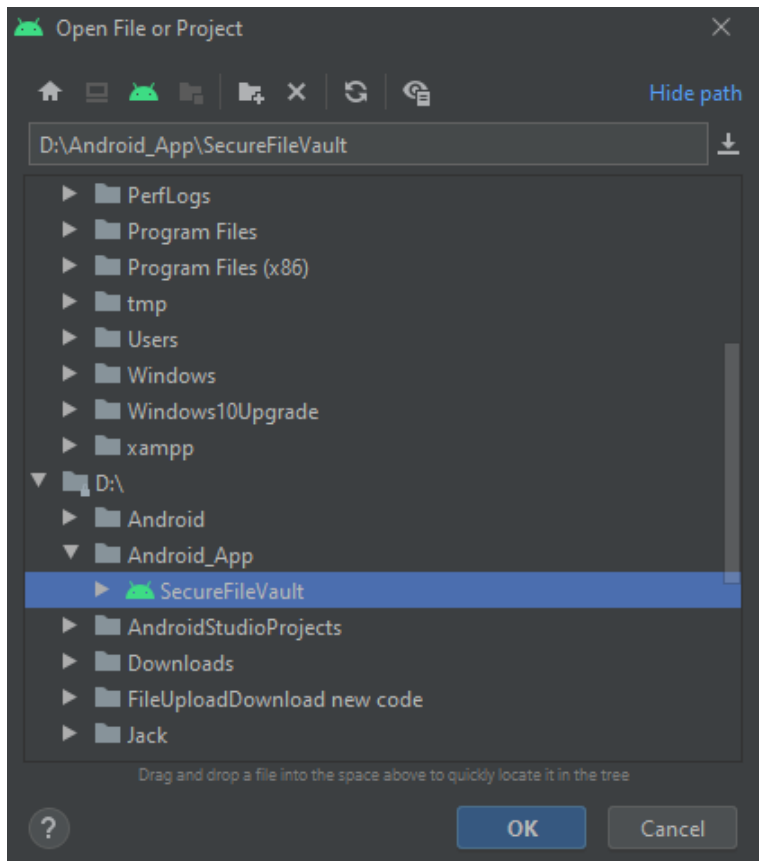 Open File or Project
Hide path
D:\Android_App\SecureFileVault
PerfLogs
Program Files
Program Files (x86)
tmp
Users
Windows
Windows10Upgrade
xampp
D:\
Android
Android_App
SecureFileVault
AndroidStudioProjects
Downloads
FileUploadDownload new code
Jack
Drag and drop a file into the space above to quickly locate it in the tree
? OK Cancel